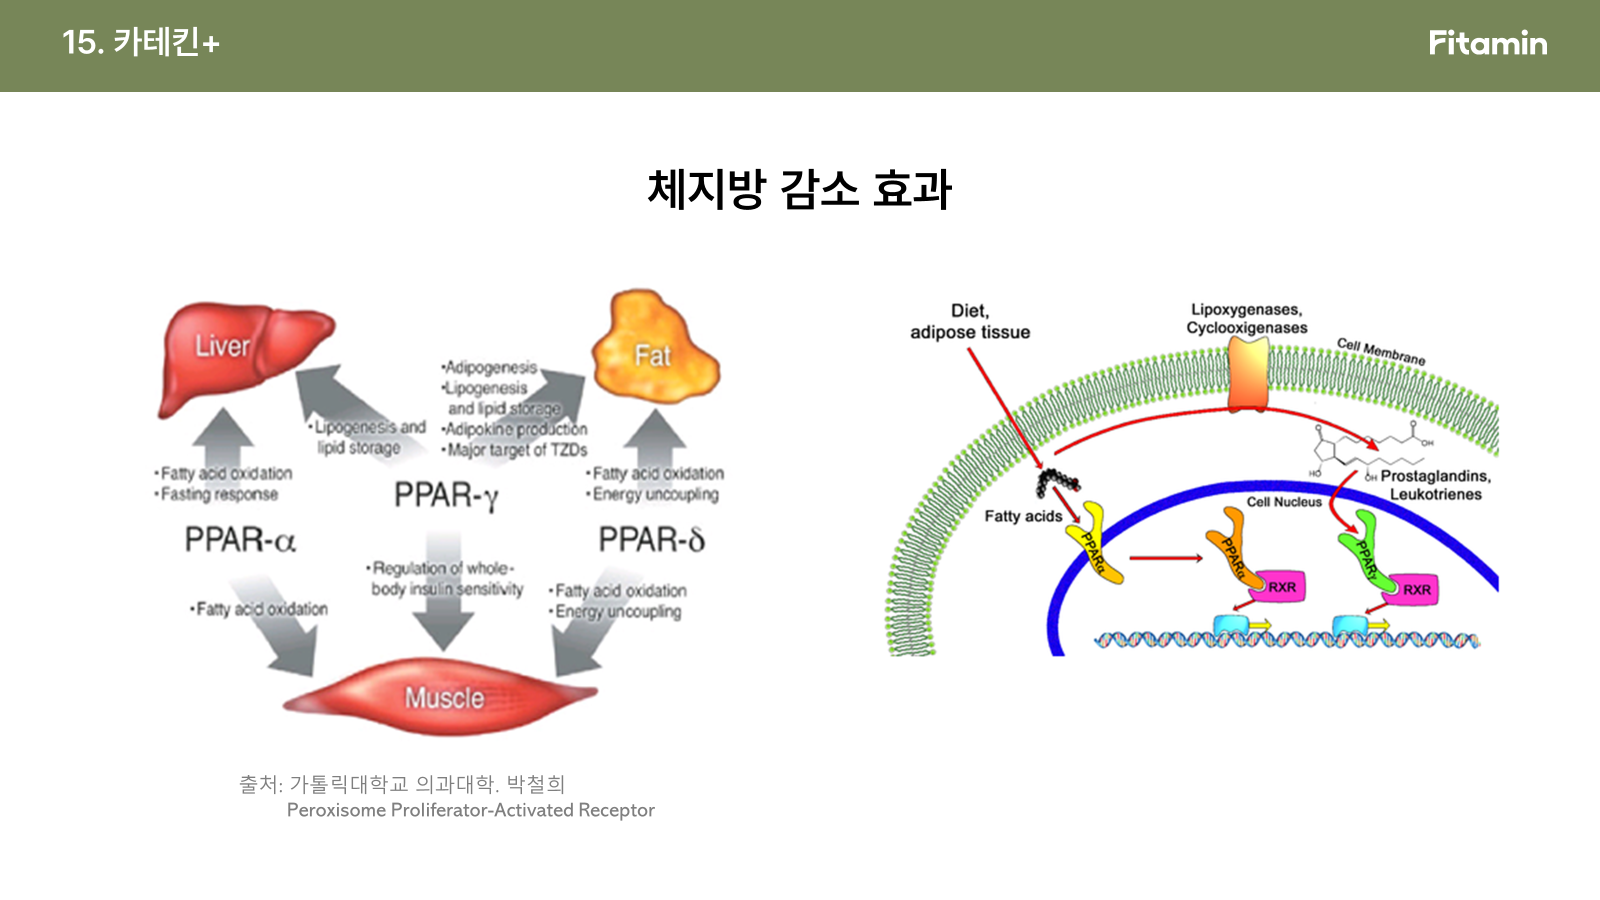 15. 카테킨+
Fitamin
체지방 감소 효과
Liver
Fat
•Adipogenesis
•Lipogenesis
and lipid storage
•Adipokine production
•Major target of TZDs
•Lipogenesis and
lipid storage
•Fatty acid oxidation
•Fasting response
•Fatty acid oxidation
•Energy uncoupling
PPAR-α
PPAR-γ
PPAR-δ
•Regulation of whole-
body insulin sensitivity
•Fatty acid oxidation
•Fatty acid oxidation
•Energy uncoupling
Muscle
출처: 가톨릭대학교 의과대학. 박철희
Peroxisome Proliferator-Activated Receptor
Diet,
adipose tissue
Lipoxygenases,
Cyclooxigenases
Cell Membrane
O
O
OH
HO
OH
Prostaglandins,
Leukotrienes
Cell Nucleus
Fatty acids
PPARα
PPARα
RXR
PPARγ
RXR